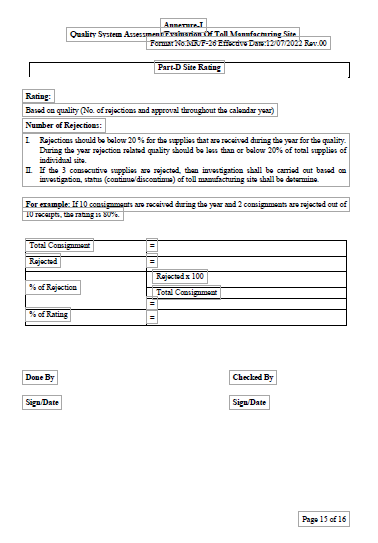 Annexure-I
Quality System Assessment/Evaluation Of Toll Manufacturing Site
Format No.MR/F-26 Effective Date:12/07/2022 Rev.00
Part-D Site Rating
Rating:
Based on quality (No. of rejections and approval throughout the calendar year)
Number of Rejections:
I. Rejections should be below 20 % for the supplies that are received during the year for the quality.
During the year rejection related quality should be less than or below 20% of total supplies of
individual site.
II. If the 3 consecutive supplies are rejected, then investigation shall be carried out based on
investigation, status (continue/discontinue) of toll manufacturing site shall be determine.
For example: If 10 consignments are received during the year and 2 consignments are rejected out of
10 receipts, the rating is 80%.
Total Consignment =
Rejected =
% of Rejection
Rejected x 100
Total Consignment
=
% of Rating =
Done By Checked By
Sign/Date Sign/Date
Page 15 of 16